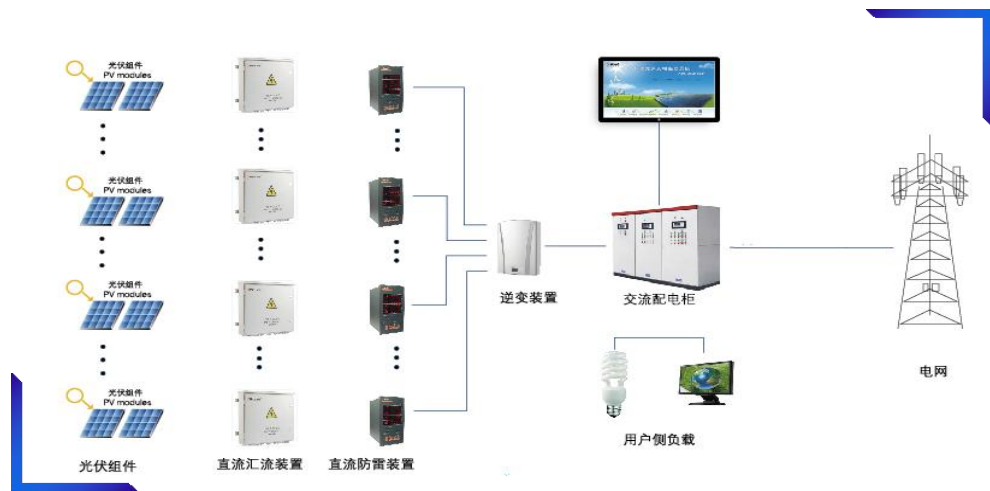 光伏组件
PV modules
光伏组件
PV modules
光伏组件
PV modules
光伏组件
PV modules
逆变装置
交流配电柜
电网
用户侧负载
光伏组件
直流汇流装置
直流防雷装置